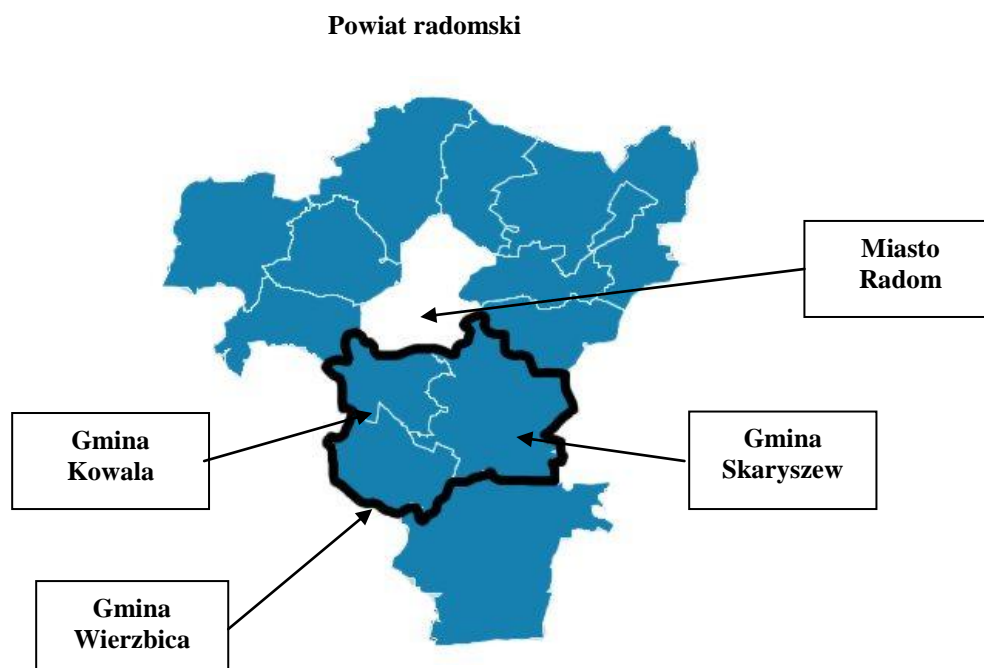 Powiat radomski
Miasto
Radom
Gmina
Kowala
Gmina
Skaryszew
Gmina
Wierzbica